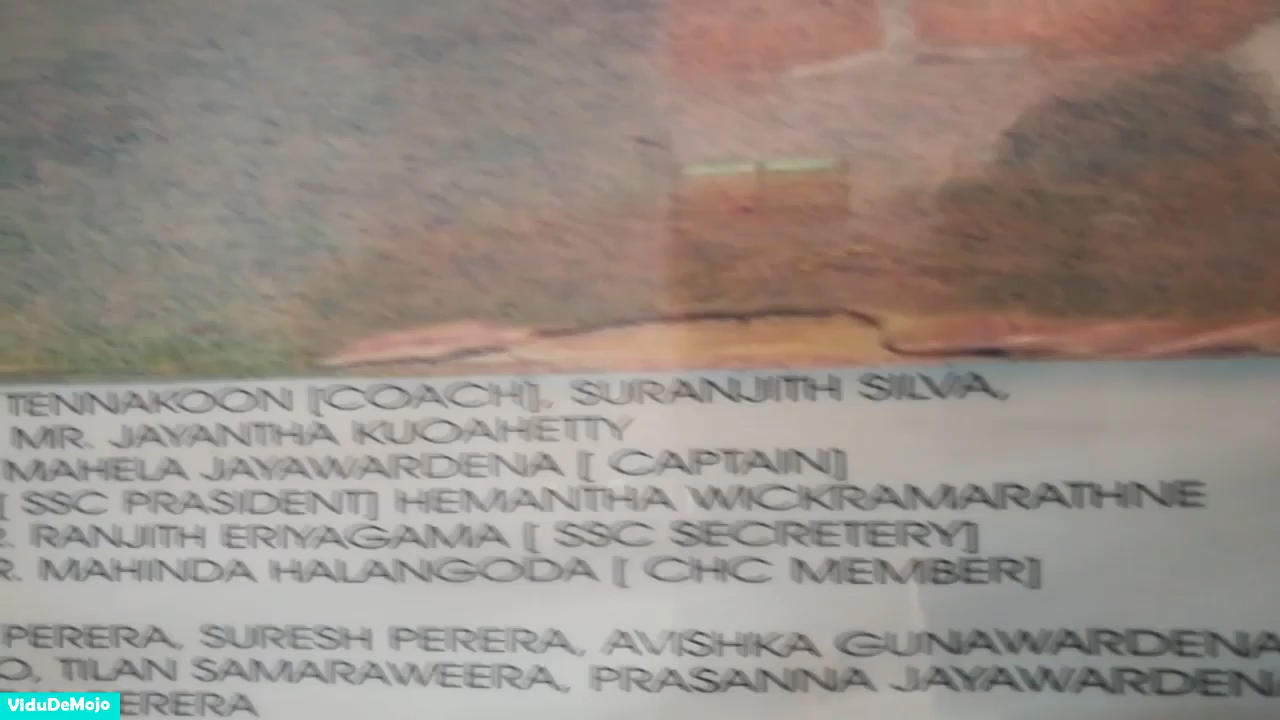 TENNAKOON [COACH], SURANJITH SILVA,
MR. JAYANTHA KUOAHETTY
MAHELA JAYAWARDENA [ CAPTAIN]
[ SSC PRASIDENT] HEMANTHA WICKRAMARATHNE
R. RANJITH ERIYAGAMA [ SSC SECRETERY]
R. MAHINDA HALANGODA [ CHC MEMBER]
PERERA, SURESH PERERA, AVISHKA GUNAWARDENA
O, TILAN SAMARAWEERA, PRASANNA JAYAWARDENA
ERERA
ViduDeMojo